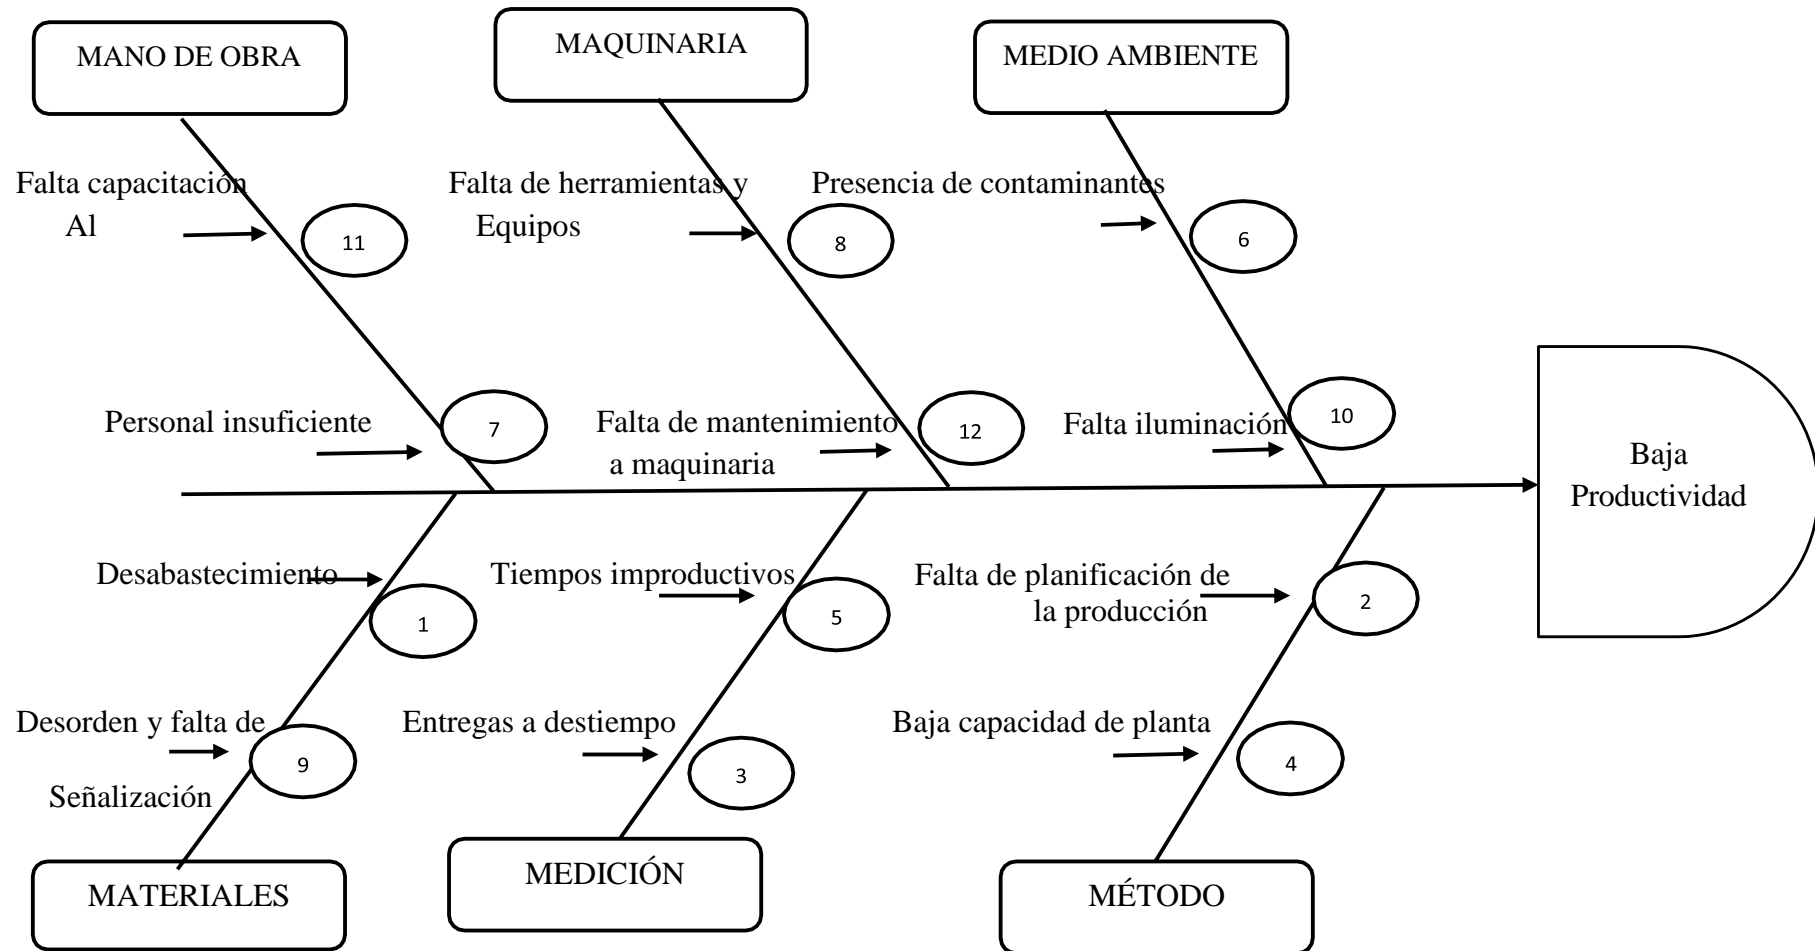 MANO DE OBRA
MAQUINARIA
MEDIO AMBIENTE
Falta capacitación
Al
11
Falta de herramientas y
Equipos
8
Presencia de contaminantes
6
Personal insuficiente
7
Falta de mantenimiento
a maquinaria
12
Falta iluminación
10
Baja
Productividad
Desabastecimiento
1
Tiempos improductivos
5
Falta de planificación de
la producción
2
Desorden y falta de
Señalización
9
Entregas a destiempo
3
Baja capacidad de planta
4
MATERIALES
MEDICIÓN
MÉTODO